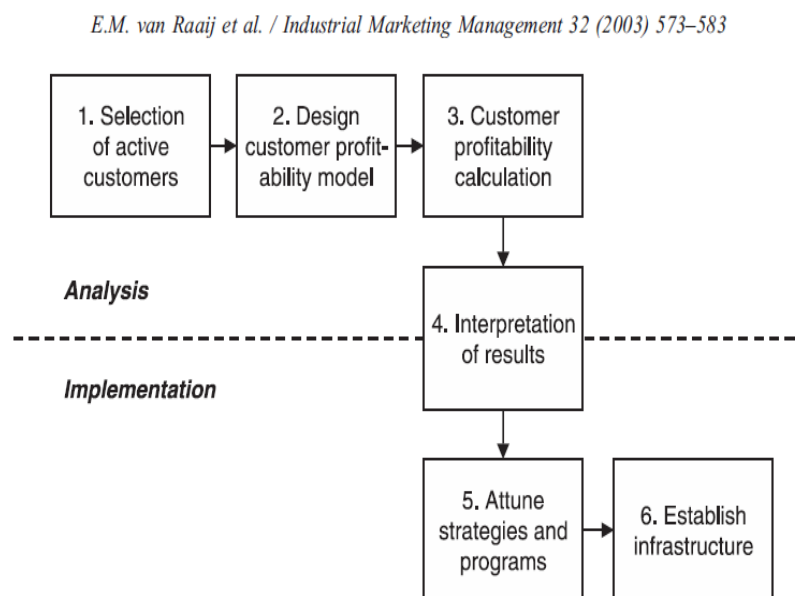 E.M. van Raaij et al. / Industrial Marketing Management 32 (2003) 573–583
1. Selection
of active
customers
2. Design
customer profit-
ability model
3. Customer
profitability
calculation
Analysis
4. Interpretation
of results
Implementation
5. Attune
strategies and
programs
6. Establish
infrastructure